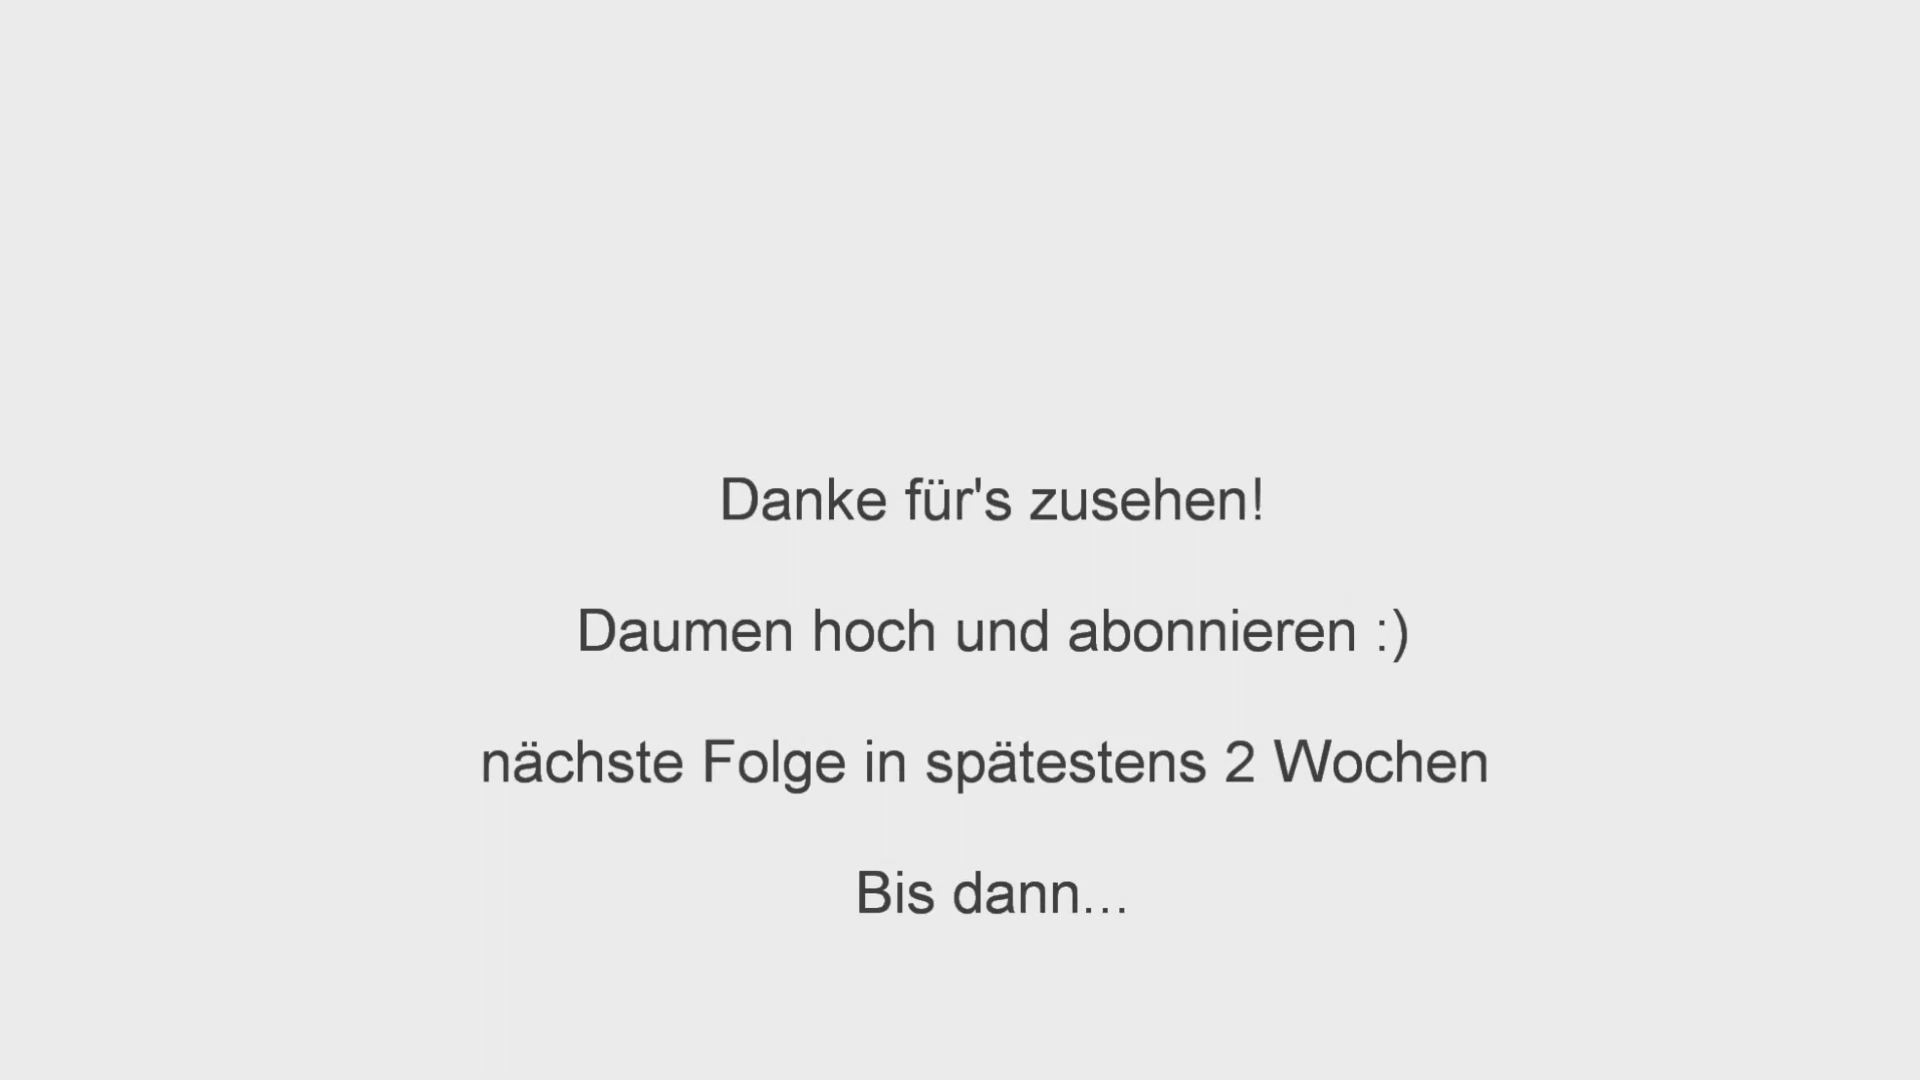 Danke für's zusehen!
Daumen hoch und abonnieren :)
nächste Folge in spätestens 2 Wochen
Bis dann...